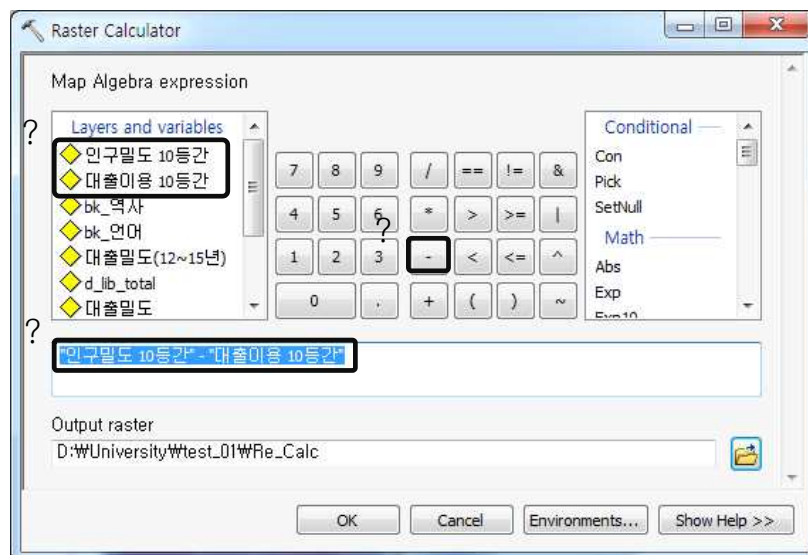 Raster Calculator
Map Algebra expression
Layers and variables
인구밀도 10등간
대출이용 10등간
bk_역사
bk_언어
대출밀도(12~15년)
d_lib_total
대출밀도
?
?
?
7 8 9 / == != &
4 5 6 * > >= |
1 2 3 - < <= ^
0 . + ( ) ~
Conditional
Con
Pick
SetNull
Math
Abs
Exp
Exp10
"인구밀도 10등간" - "대출이용 10등간"
Output raster
D:₩University₩test_01₩Re_Calc
OK Cancel Environments... Show Help >>